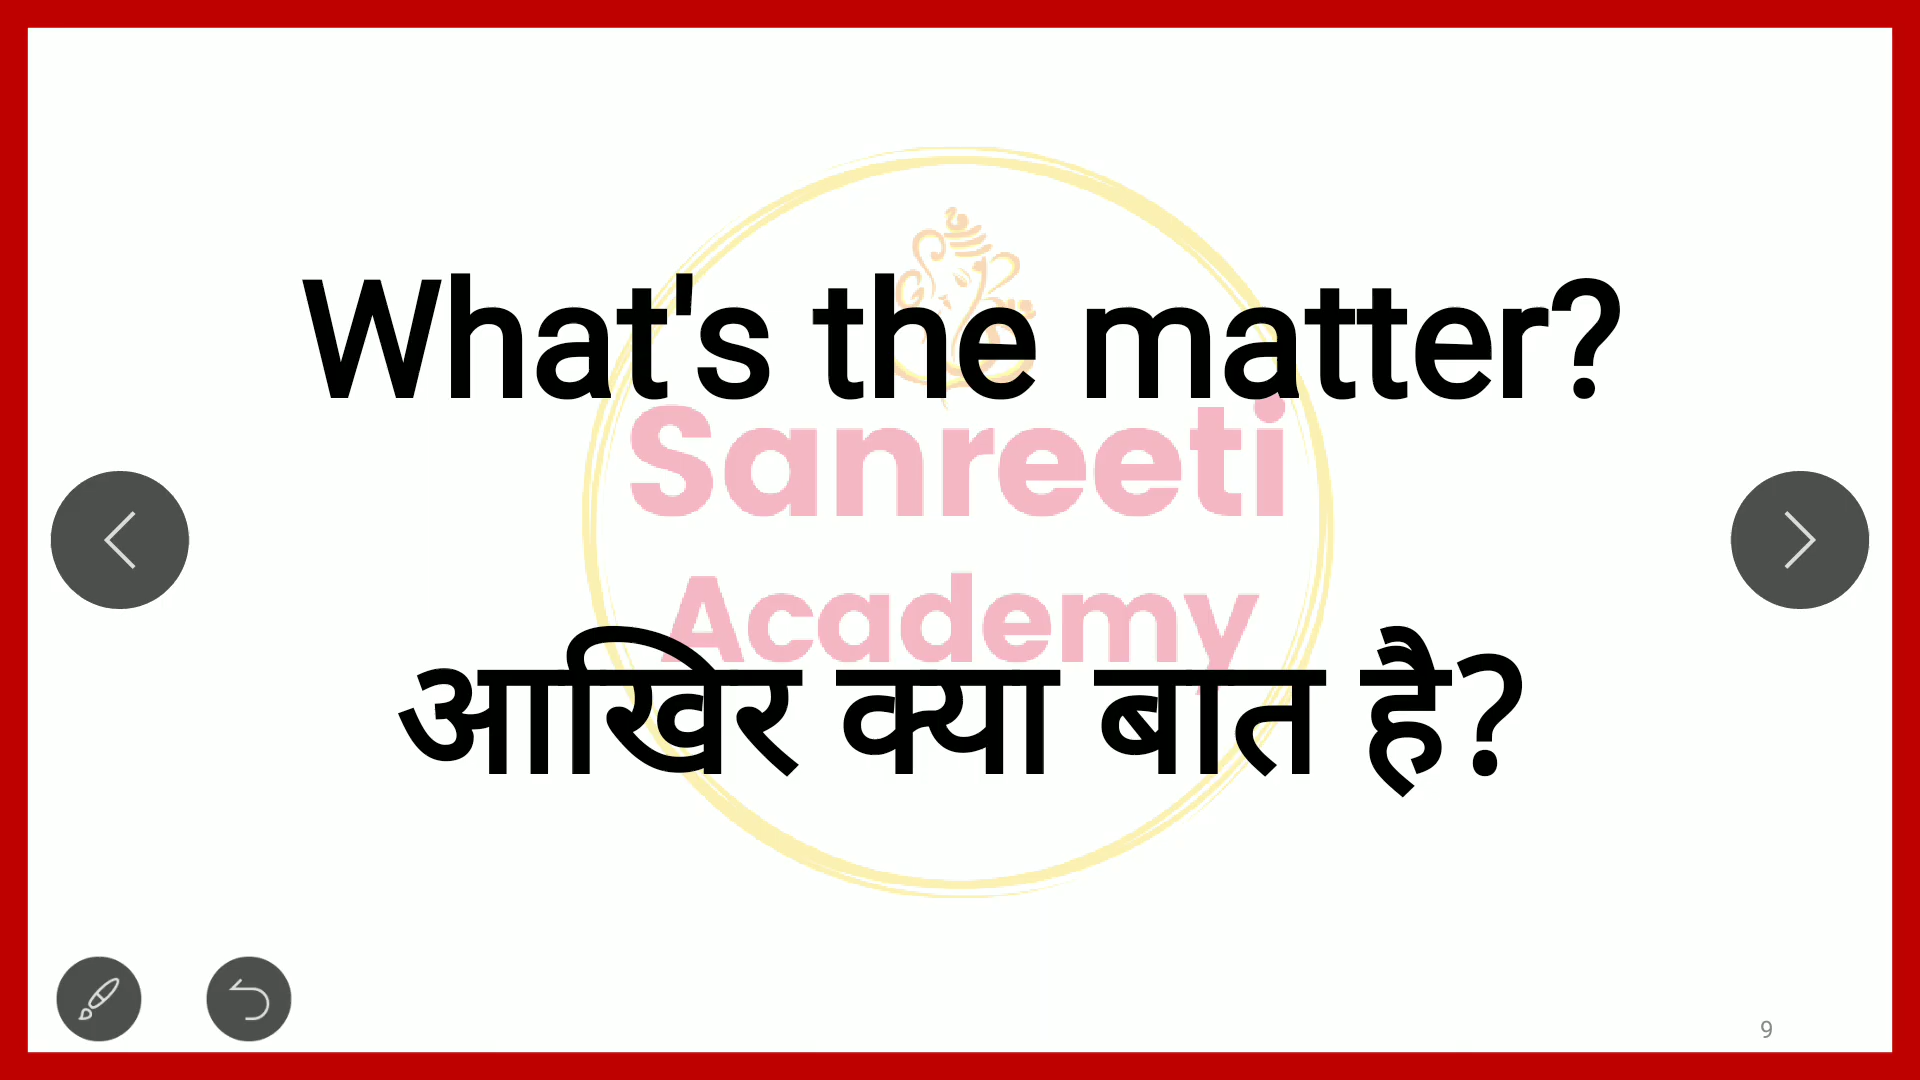 What's the matter?
Sanreeti
Academy
आखिर क्या बात है?
9